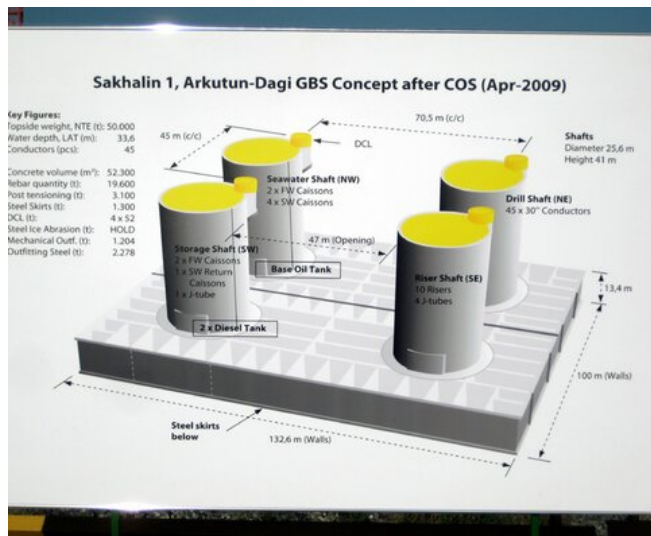 Sakhalin 1, Arkutun-Dagi GBS Concept after COS (Apr-2009)
Key Figures:
Topside weight, NTE (t): 50.000
Water depth, LAT (m): 33,6
Conductors (pcs): 45
Concrete volume (m³): 52.300
Rebar quantity (t): 19.600
Post tensioning (t): 3.100
Steel Skirts (t): 1.300
DCL (t): 4 x 52
Steel Ice Abrasion (t): HOLD
Mechanical Outf. (t): 1.204
Outfitting Steel (t): 2.278
45 m (c/c)
70,5 m (c/c)
DCL
Shafts
Diameter 25,6 m
Height 41 m
Seawater Shaft (NW)
2 x FW Caissons
4 x SW Caissons
Drill Shaft (NE)
45 x 30" Conductors
47 m (Opening)
Storage Shaft (SW)
2 x FW Caissons
1 x SW Return
Caissons
1 x J-tube
Base Oil Tank
2 x Diesel Tank
Riser Shaft (SE)
10 Risers
4 J-tubes
13,4 m
100 m (Walls)
Steel skirts
below
132,6 m (Walls)